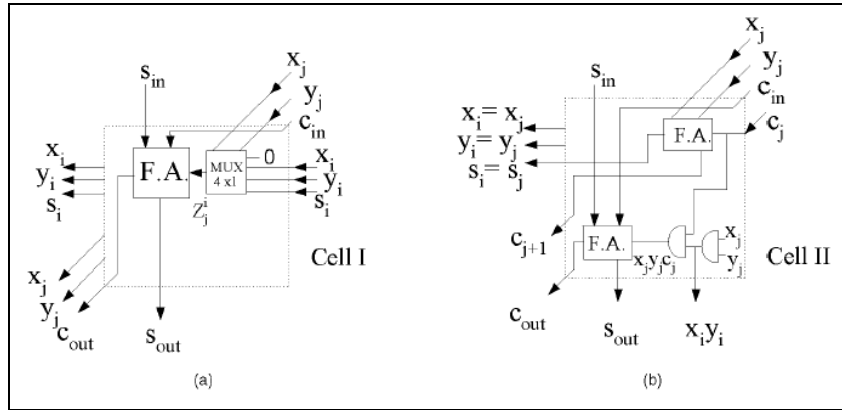 x_j
y_j
s_in
c_in
x_i
y_i
s_i
F.A.
MUX
4 x1
0
x_i
y_i
s_i
Z_j^i
Cell I
x_j
y_j
c_out
s_out
(a)
x_j
y_j
s_in
c_in
c_j
x_i = x_j
y_i = y_j
s_i = s_j
F.A.
c_j+1
F.A.
x_j y_j c_j
x_j
y_j
Cell II
c_out
s_out
x_i y_i
(b)